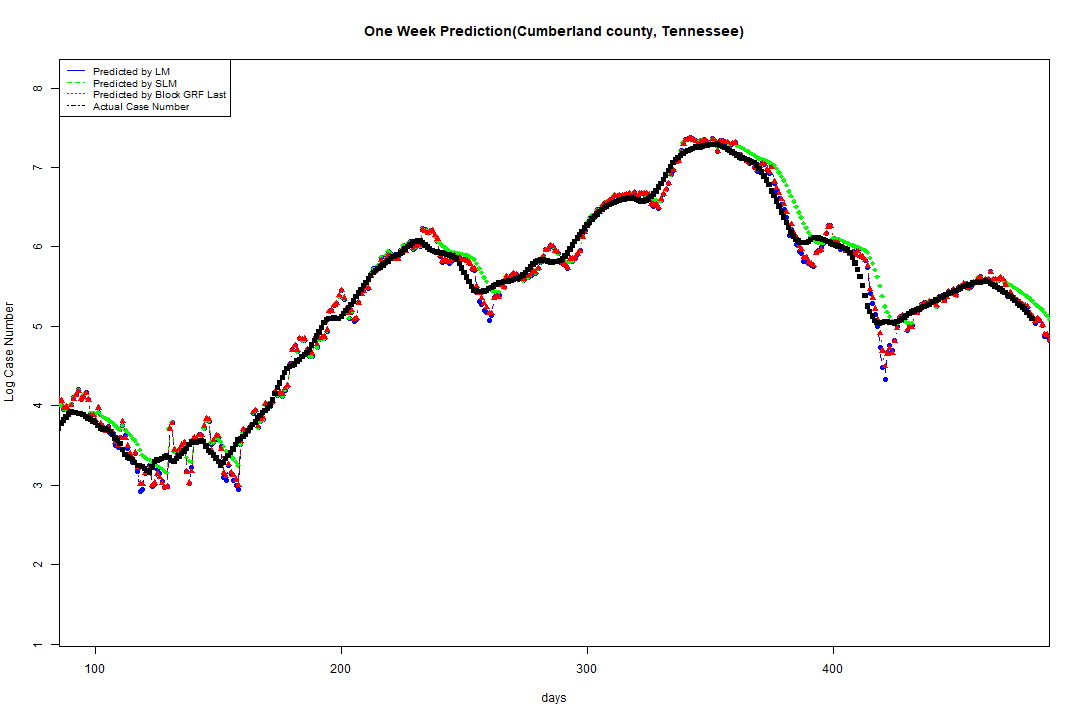 One Week Prediction(Cumberland county, Tennessee)
Predicted by LM
Predicted by SLM
Predicted by Block GRF Last
Actual Case Number
8
7
6
5
4
3
2
1
Log Case Number
100 200 300 400
days